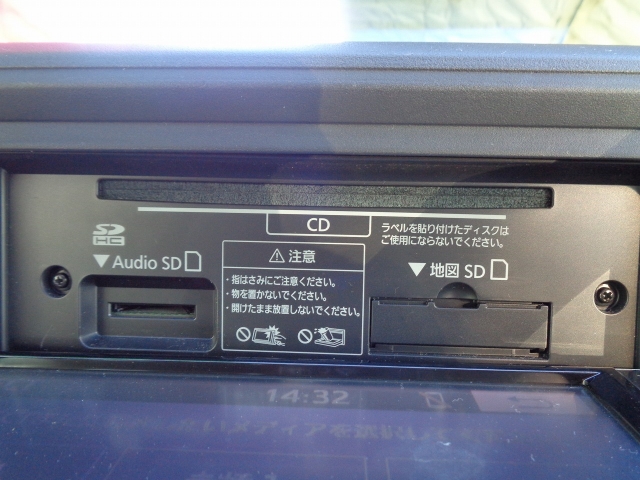 CD
ラベルを貼り付けたディスクは
ご使用にならないでください。
SD
HC
▼Audio SD
⚠注意
・指はさみにご注意ください。
・物を置かないでください。
・開けたまま放置しないでください。
▼地図 SD
14:32